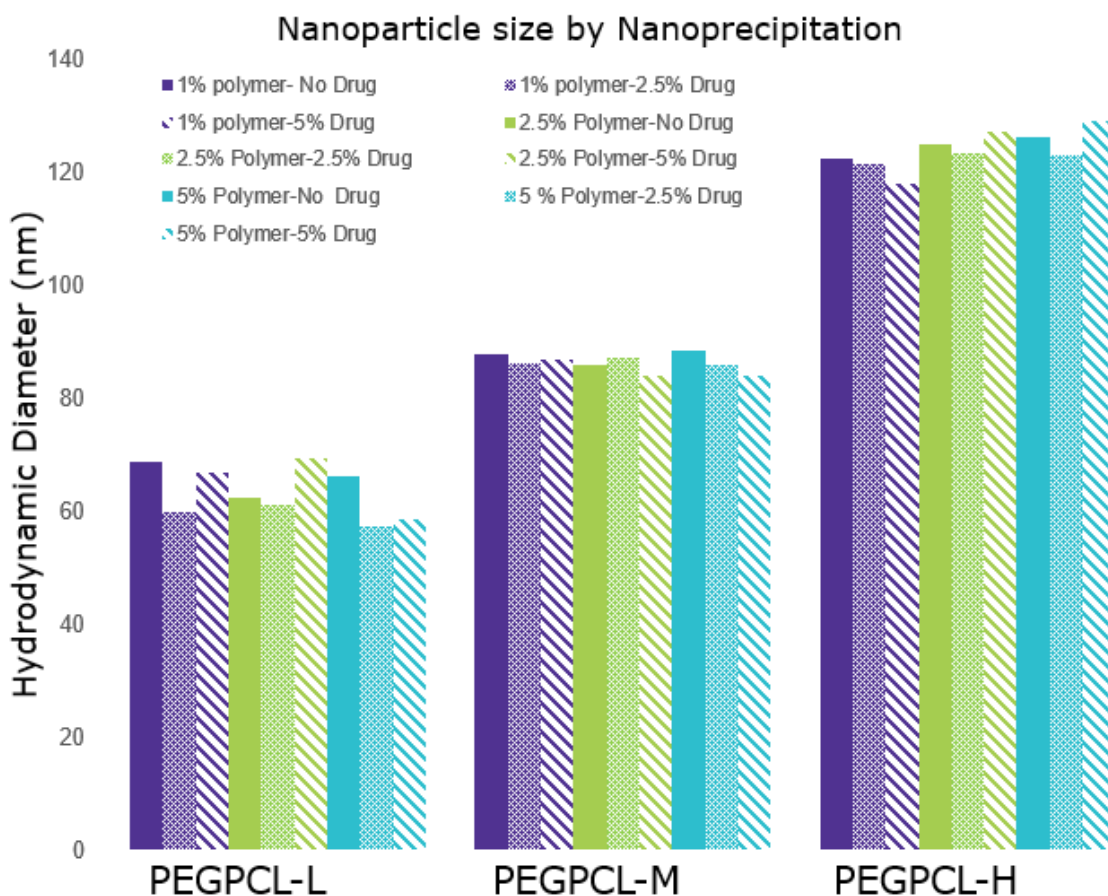 Nanoparticle size by Nanoprecipitation
140
1% polymer- No Drug
1% polymer-2.5% Drug
1% polymer-5% Drug
2.5% Polymer-No Drug
2.5% Polymer-2.5% Drug
2.5% Polymer-5% Drug
5% Polymer-No  Drug
5 % Polymer-2.5% Drug
5% Polymer-5% Drug
120
100
80
60
40
20
0
Hydrodynamic Diameter (nm)
PEGPCL-L
PEGPCL-M
PEGPCL-H